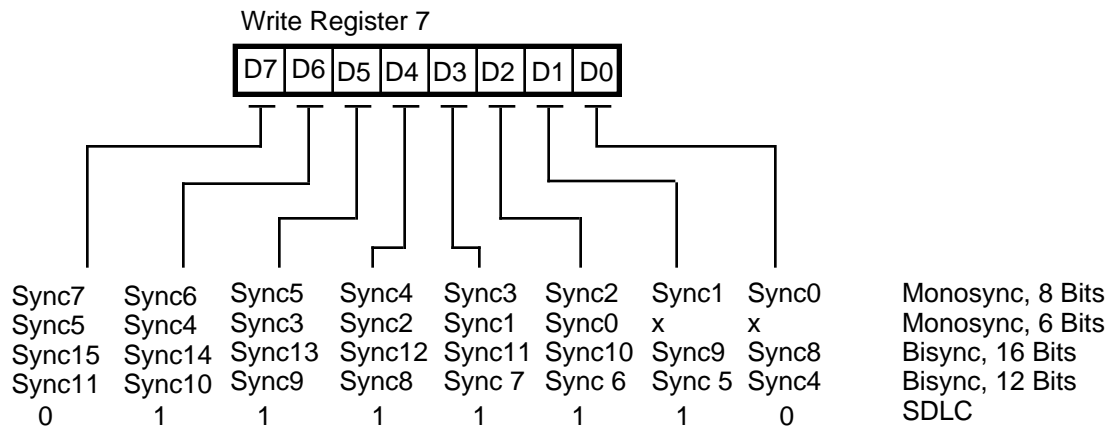 Write Register 7
D7 D6 D5 D4 D3 D2 D1 D0
Sync7 Sync6 Sync5 Sync4 Sync3 Sync2 Sync1 Sync0 Monosync, 8 Bits
Sync5 Sync4 Sync3 Sync2 Sync1 Sync0 x x Monosync, 6 Bits
Sync15 Sync14 Sync13 Sync12 Sync11 Sync10 Sync9 Sync8 Bisync, 16 Bits
Sync11 Sync10 Sync9 Sync8 Sync 7 Sync 6 Sync 5 Sync4 Bisync, 12 Bits
0 1 1 1 1 1 1 0 SDLC